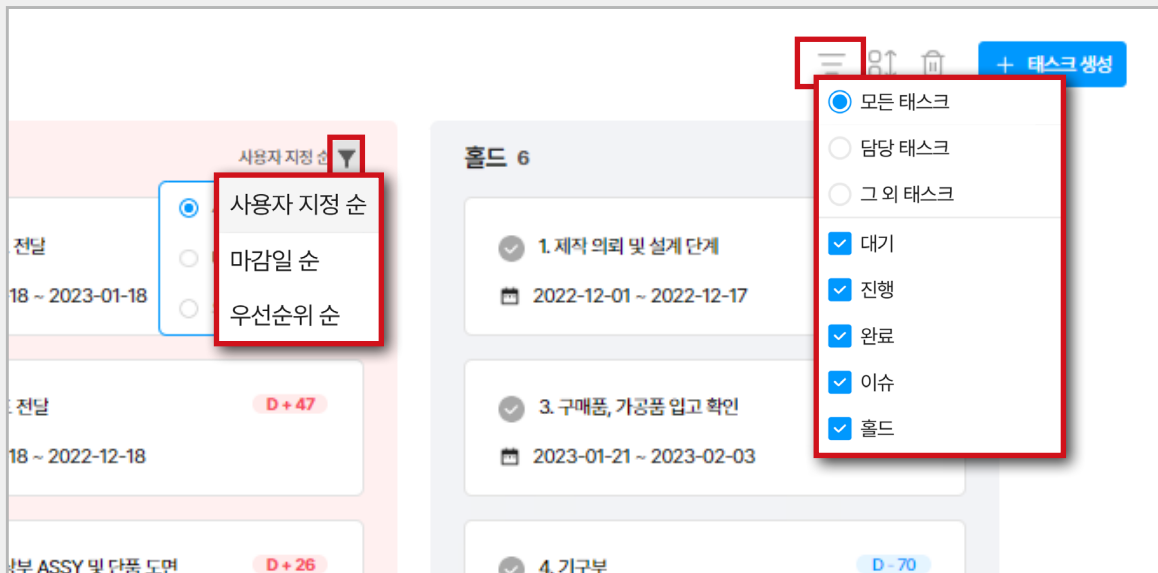 + 태스크 생성
모든 태스크
담당 태스크
그 외 태스크
대기
진행
완료
이슈
홀드
사용자 지정
사용자 지정 순
마감일 순
우선순위 순
전달
18 ~ 2023-01-18
전달
D + 47
18 ~ 2022-12-18
ASSY 및 단품 도면
D + 26
홀드 6
1. 제작 의뢰 및 설계 단계
2022-12-01 ~ 2022-12-17
3. 구매품, 가공품 입고 확인
2023-01-21 ~ 2023-02-03
4. 기구부
D - 70